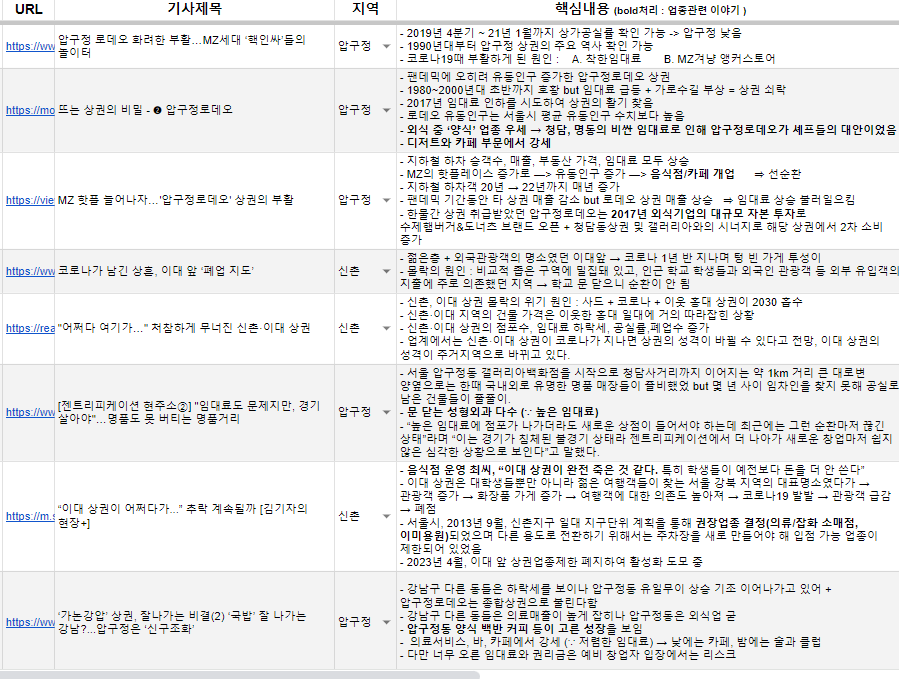 URL 기사제목 지역 핵심내용 (bold처리 : 업종관련 이야기 )
https://ww
압구정 로데오 화려한 부활…MZ세대 ‘핵인싸’들의
놀이터
압구정
- 2019년 4분기 ~ 21년 1월까지 상가공실률 확인 가능 -> 압구정 낮음
- 1990년대부터 압구정 상권의 주요 역사 확인 가능
- 코로나19때 부활하게 된 원인 : A. 착한임대료 B. MZ겨냥 앵커스토어
https://mo
뜨는 상권의 비밀 - ❷ 압구정로데오
압구정
- 팬데믹에 오히려 유동인구 증가한 압구정로데오 상권
- 1980~2000년대 초반까지 호황 but 임대료 급등 + 가로수길 부상 = 상권 쇠락
- 2017년 임대료 인하를 시도하여 상권의 활기 찾음
- 로데오 유동인구는 서울시 평균 유동인구 수치보다 높음
- 외식 중 ‘양식’ 업종 우세 → 청담, 명동의 비싼 임대료로 인해 압구정로데오가 셰프들의 대안이었음
- 디저트와 카페 부문에서 강세
https://vie
MZ 핫플 늘어나자…'압구정로데오' 상권의 부활
압구정
- 지하철 하차 승객수, 매출, 부동산 가격, 임대료 모두 상승
- MZ의 핫플레이스 증가로 —> 유동인구 증가 —> 음식점/카페 개업 ⇒ 선순환
- 지하철 하차객 20년 → 22년까지 매년 증가
- 팬데믹 기간동안 타 상권 매출 감소 but 로데오 상권 매출 상승 ⇒ 임대료 상승 불러일으킴
- 한물간 상권 취급받았던 압구정로데오는 2017년 외식기업의 대규모 자본 투자로
수제햄버거&도너츠 브랜드 오픈 + 청담동상권 및 갤러리아와의 시너지로 해당 상권에서 2차 소비
증가
https://ww
코로나가 남긴 상흔, 이대 앞 ‘폐업 지도’
신촌
- 젊은층 + 외국관광객의 명소였던 이대앞 → 코로나 1년 반 지나며 텅 빈 가게 투성이
- 몰락의 원인 : 비교적 좁은 구역에 밀집돼 있고, 인근 학교 학생들과 외국인 관광객 등 외부 유입객의
지출에 주로 의존했던 지역 → 학교 문 닫으니 순환이 안 됨
https://rea
"어쩌다 여기가…" 처참하게 무너진 신촌·이대 상권
신촌
- 신촌, 이대 상권 몰락의 위기 원인 : 사드 + 코로나 + 이웃 홍대 상권이 2030 흡수
- 신촌·이대 지역의 건물 가격은 이웃한 홍대 일대에 거의 따라잡힌 상황
- 신촌·이대 상권의 점포수, 임대료 하락세, 공실률,폐업수 증가
- 업계에서는 신촌·이대 상권이 코로나가 지나면 상권의 성격이 바뀔 수 있다고 전망, 이대 상권의
성격이 주거지역으로 바뀌고 있다.
https://ww
[젠트리피케이션 현주소②] "임대료도 문제지만, 경기
살아야"…명품도 못 버티는 명품거리
압구정
- 서울 압구정동 갤러리아백화점을 시작으로 청담사거리까지 이어지는 약 1km 거리 큰 대로변
양옆으로는 한때 국내외로 유명한 명품 매장들이 즐비했었 but 몇 년 사이 임차인을 찾지 못해 공실로
남은 건물들이 풀풀이.
- 문 닫는 성형외과 다수 (∵ 높은 임대료)
- “높은 임대료에 점포가 나가더라도 새로운 상점이 들어서야 하는데 최근에는 그런 순환마저 끊긴
상태”라며 “이는 경기가 침체된 불경기 상태라 젠트리피케이션에서 더 나아가 새로운 창업마저 쉽지
않은 심각한 상황으로 보인다”고 말했다.
https://m.s
“이대 상권이 어쩌다가...” 추락 계속될까 [김기자의
현장+]
신촌
- 음식점 운영 최씨, “이대 상권이 완전 죽은 것 같다. 특히 학생들이 예전보다 돈을 더 안 쓴다”
- 이대 상권은 대학생들뿐만 아니라 젊은 여행객들이 찾는 서울 강북 지역의 대표명소였다가 →
관광객 증가 → 화장품 가게 증가 → 여행객에 대한 의존도 높아져 → 코로나19 발발 → 관광객 급감
→ 폐점
- 서울시, 2013년 9월, 신촌지구 일대 지구단위 계획을 통해 권장업종 결정(의류/잡화 소매점,
이미용원)되었으며 다른 용도로 전환하기 위해서는 주차장을 새로 만들어야 해 입점 가능 업종이
제한되어 있었음
- 2023년 4월, 이대 앞 상권업종제한 폐지하여 활성화 도모 중
https://ww
‘가논강압’ 상권, 잘나가는 비결(2) ‘국밥’ 잘 나가는
강남?...압구정은 ‘신구조화’
압구정
- 강남구 다른 동들은 하락세를 보이나 압구정동 유일무이 상승 기조 이어나가고 있어 +
압구정로데오는 종합상권으로 불린다함
- 강남구 다른 동들은 의료매출이 높게 잡히나 압구정동은 외식업 굳
- 압구정동 양식 백반 커피 등이 고른 성장을 보임
- 의료서비스, 바, 카페에서 강세 (∵ 저렴한 임대료) → 낮에는 카페, 밤에는 술과 클럽
- 다만 너무 오른 임대료와 권리금은 예비 창업자 입장에서는 리스크